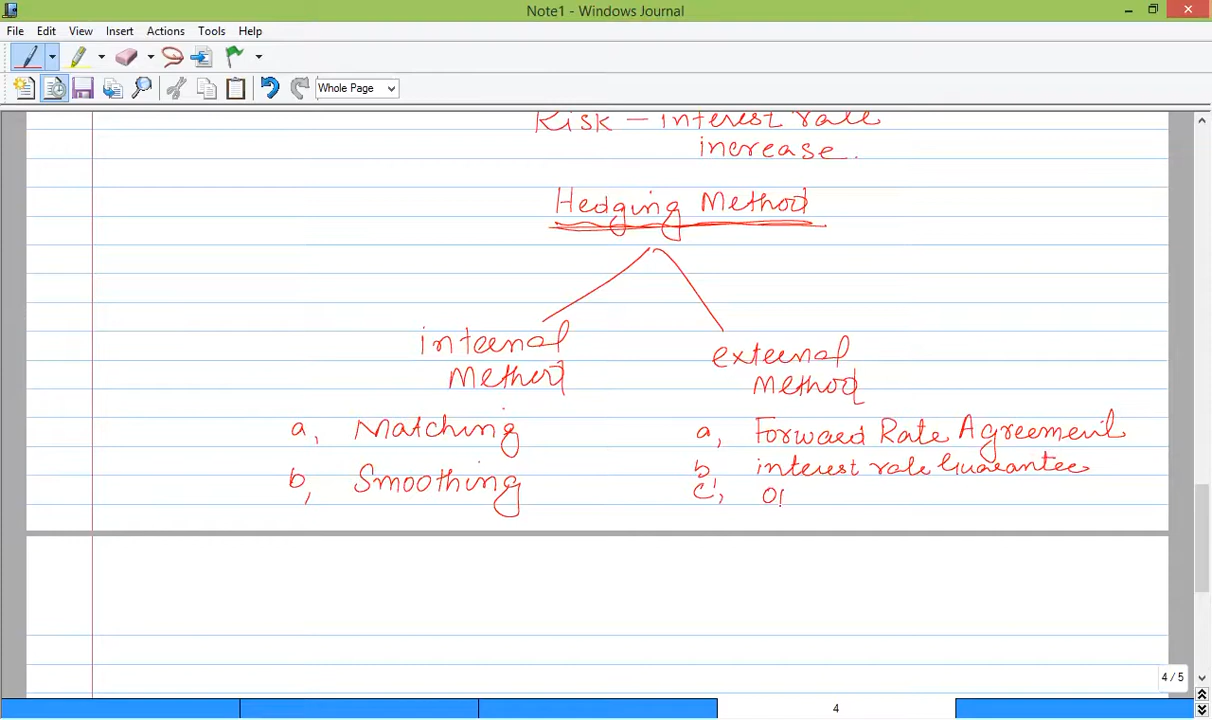 Note1 - Windows Journal
File Edit View Insert Actions Tools Help
Whole Page
Risk - interest rate
increase.
Hedging Method
internal
Method
external
Method
a, Matching
b, Smoothing
a, Forward Rate Agreement
b, interest rate Guarantee
c,
4 / 5
4